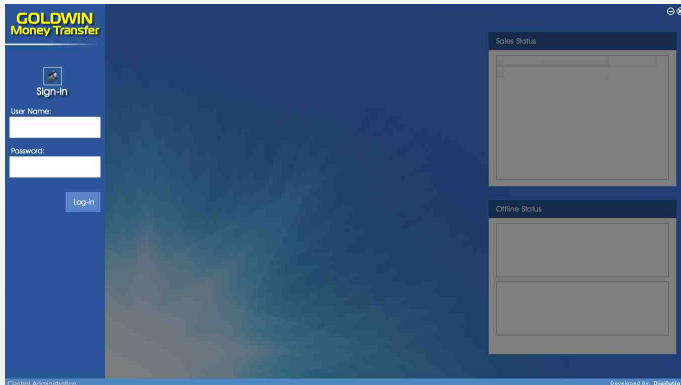 GOLDWIN
Money Transfer
Sign-in
User Name:
Password:
Log-in
Sales Status
Offline Status
Central Administration
Developed By: